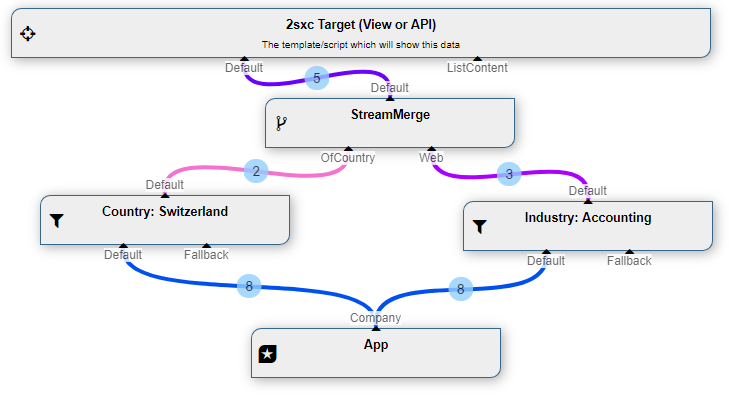 2sxc Target (View or API)
The template/script which will show this data
Default
ListContent
5
Default
StreamMerge
OfCountry
Web
2
3
Default
Default
Country: Switzerland
Industry: Accounting
Default
Fallback
Default
Fallback
8
8
Company
App